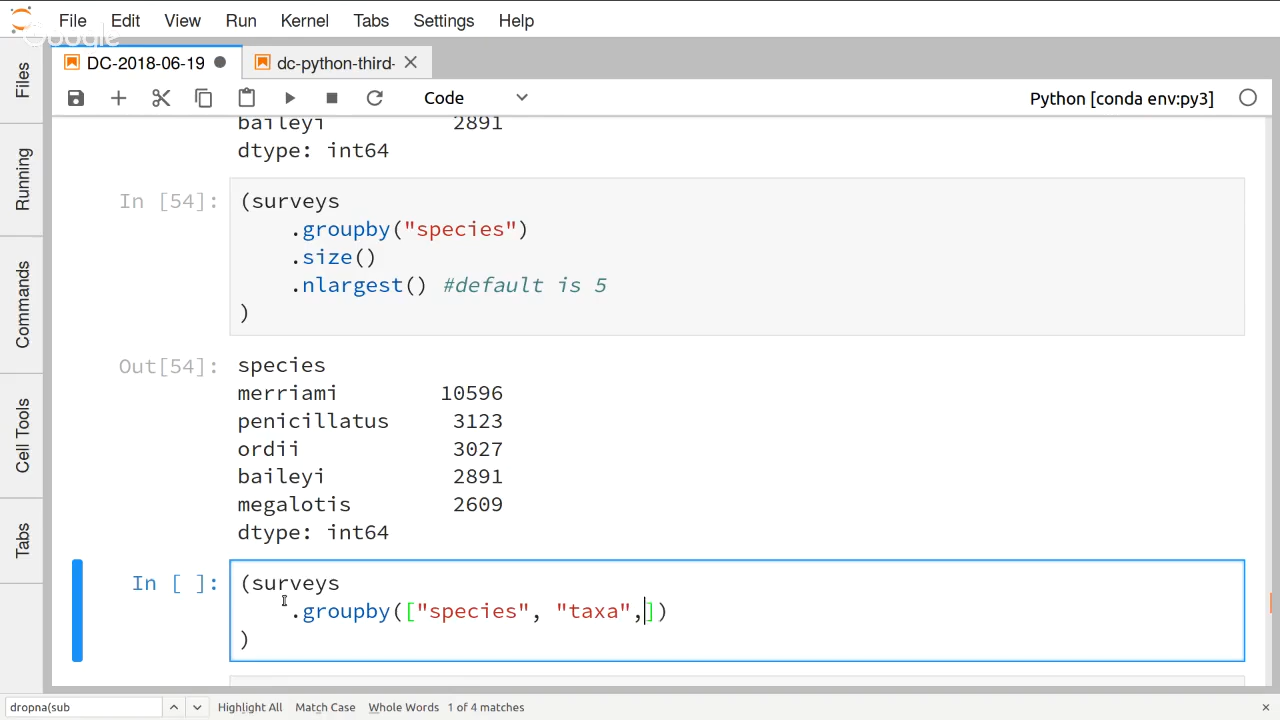 File Edit View Run Kernel Tabs Settings Help
Google
DC-2018-06-19 dc-python-third-
Code Python [conda env:py3]
Files
Running
Commands
Cell Tools
Tabs
baileyi 2891
dtype: int64
In [54]: (surveys
.groupby("species")
.size()
.nlargest() #default is 5
)
Out[54]: species
merriami 10596
penicillatus 3123
ordii 3027
baileyi 2891
megalotis 2609
dtype: int64
In [ ]: (surveys
.groupby(["species", "taxa",])
)
dropna(sub Highlight All Match Case Whole Words 1 of 4 matches